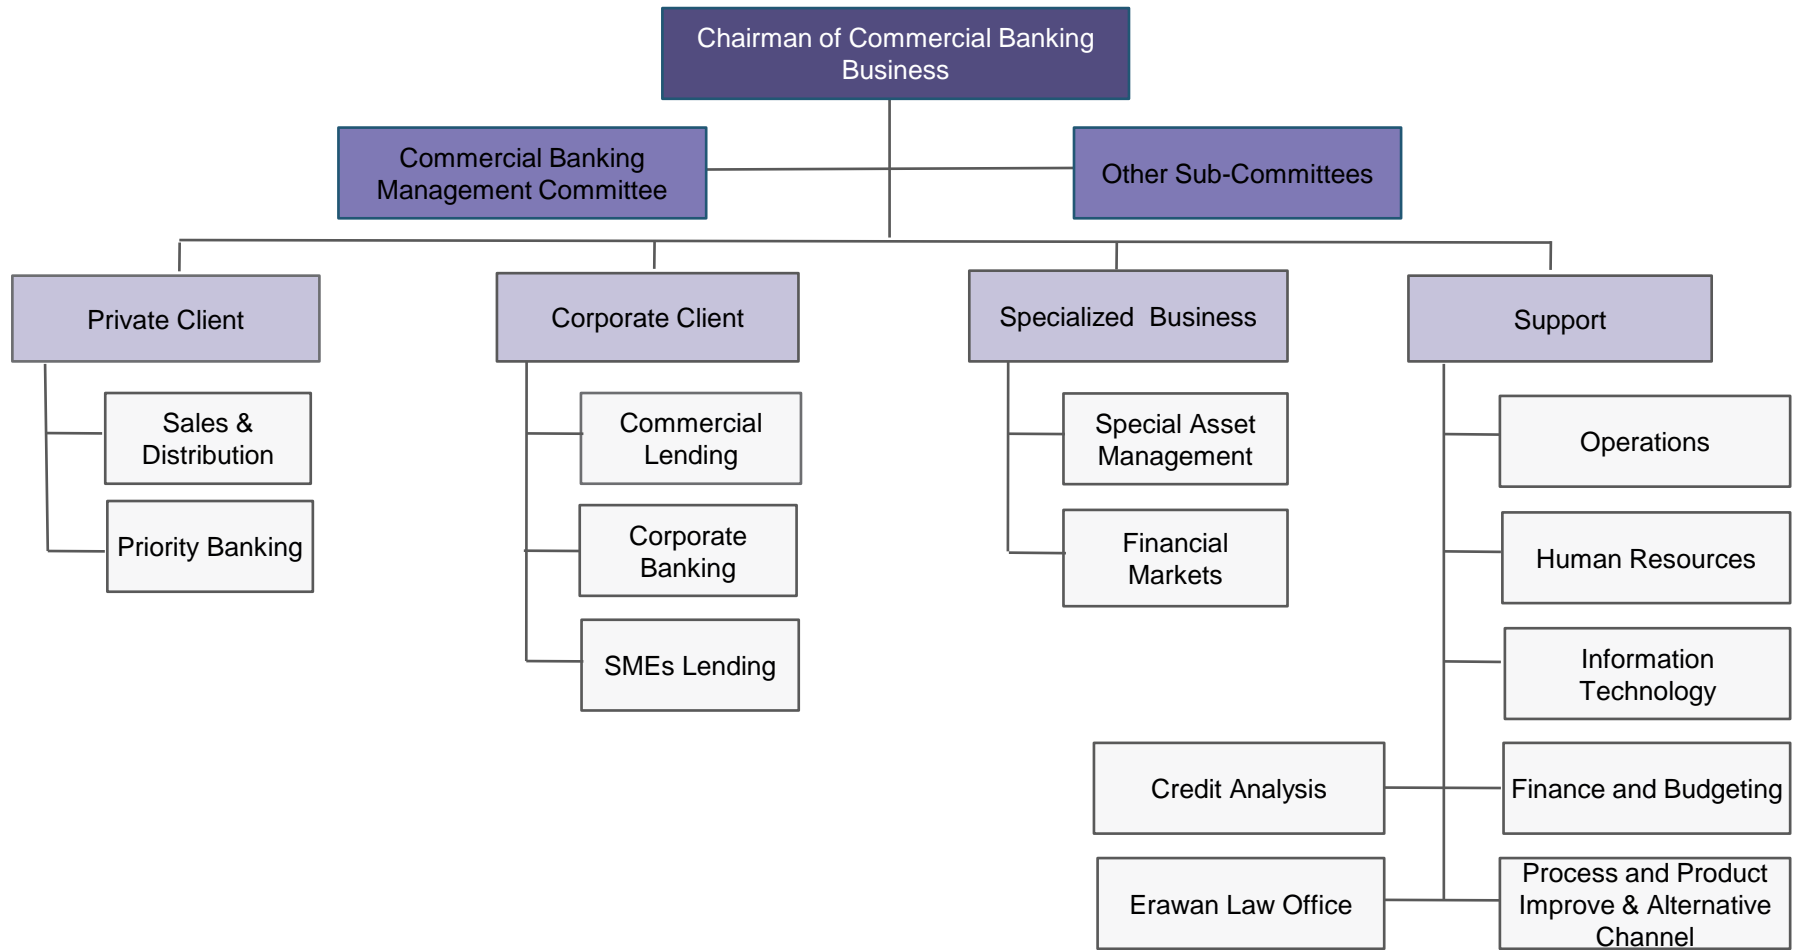 Chairman of Commercial Banking
Business
Commercial Banking
Management Committee
Other Sub-Committees
Private Client
Corporate Client
Specialized Business
Support
Sales &
Distribution
Priority Banking
Commercial
Lending
Corporate
Banking
SMEs Lending
Special Asset
Management
Financial
Markets
Operations
Human Resources
Information
Technology
Credit Analysis
Finance and Budgeting
Erawan Law Office
Process and Product
Improve & Alternative
Channel